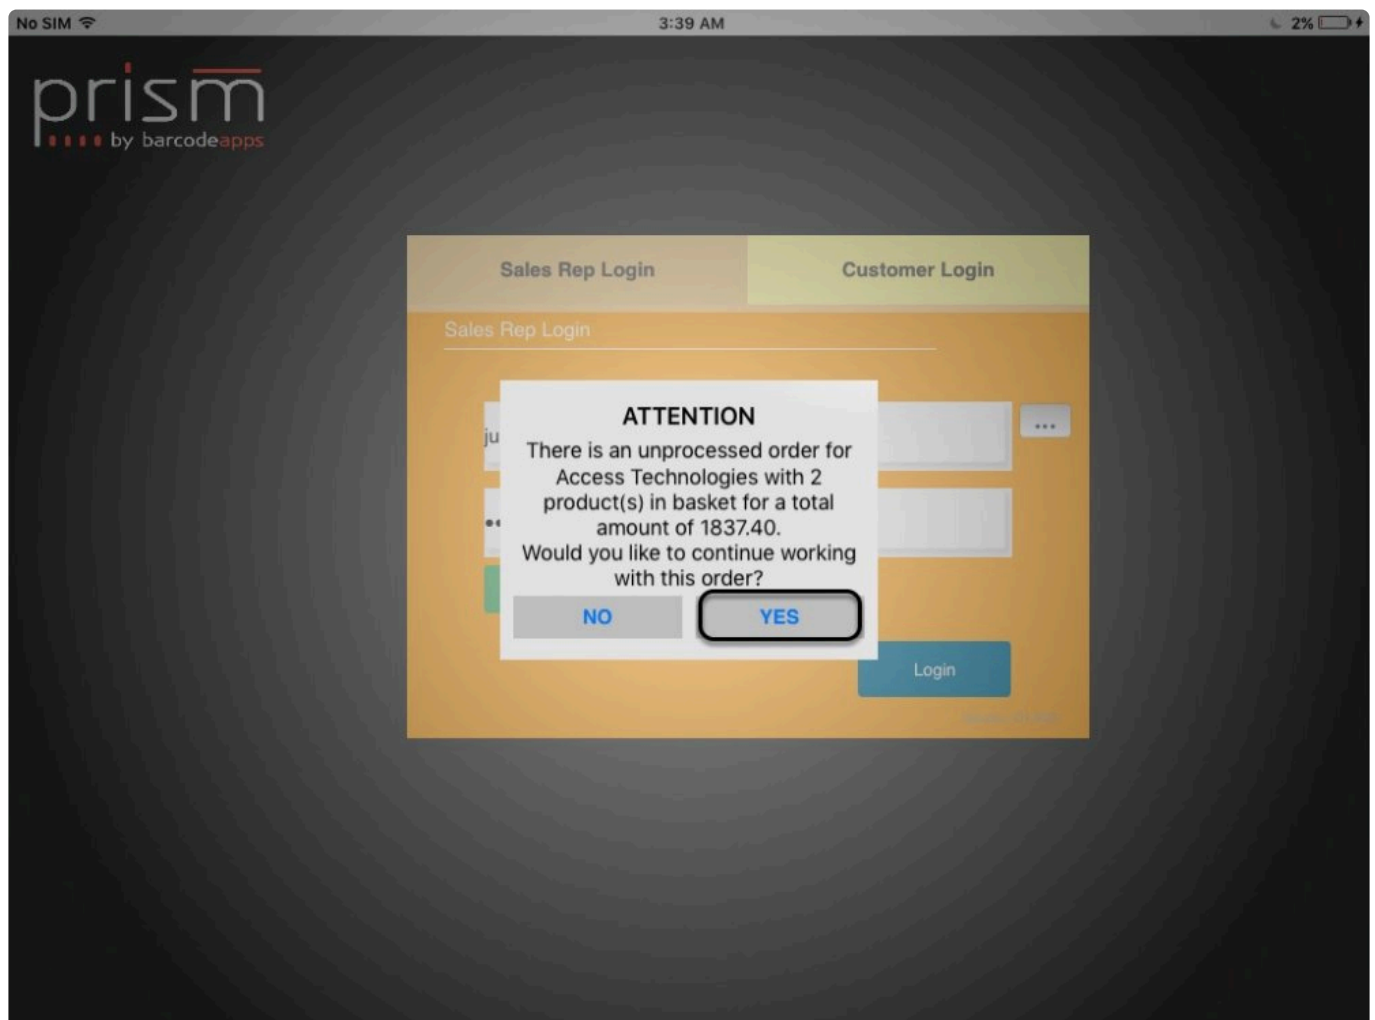 No SIM
3:39 AM
2%
prism
by barcodeapps
Sales Rep Login
Customer Login
Sales Rep Login
ju
...
ATTENTION
There is an unprocessed order for
Access Technologies with 2
product(s) in basket for a total
amount of 1837.40.
Would you like to continue working
with this order?
NO
YES
Login